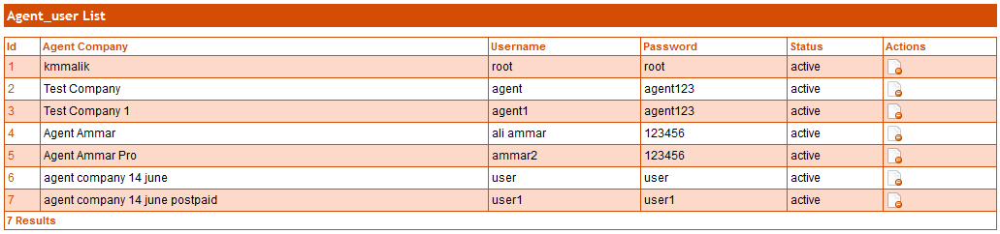 Agent_user List
Id Agent Company Username Password Status Actions
1 kmmalik root root active
2 Test Company agent agent123 active
3 Test Company 1 agent1 agent123 active
4 Agent Ammar ali ammar 123456 active
5 Agent Ammar Pro ammar2 123456 active
6 agent company 14 june user user active
7 agent company 14 june postpaid user1 user1 active
7 Results